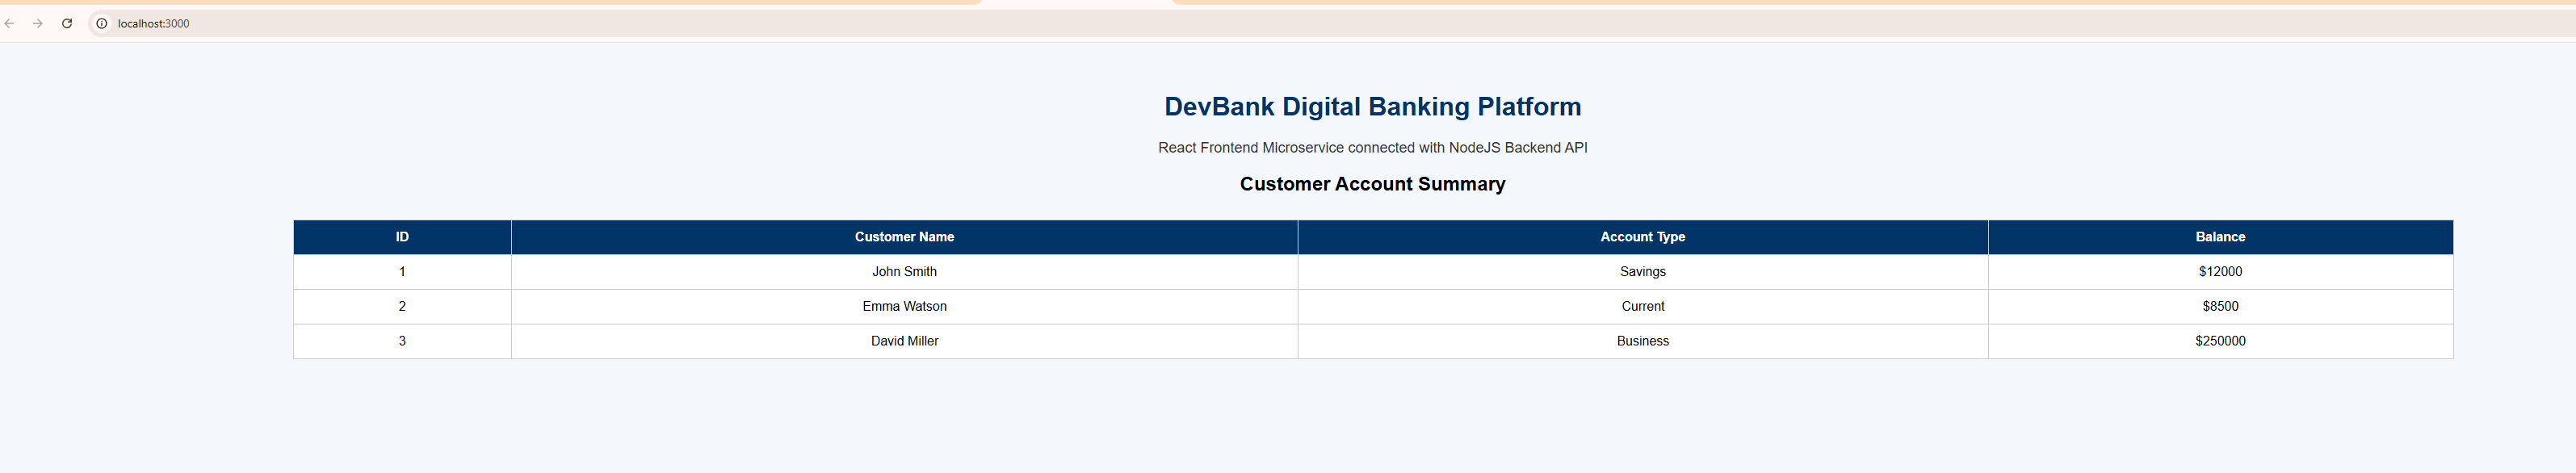 localhost:3000
DevBank Digital Banking Platform
React Frontend Microservice connected with NodeJS Backend API
Customer Account Summary
ID Customer Name Account Type Balance
1 John Smith Savings $12000
2 Emma Watson Current $8500
3 David Miller Business $250000